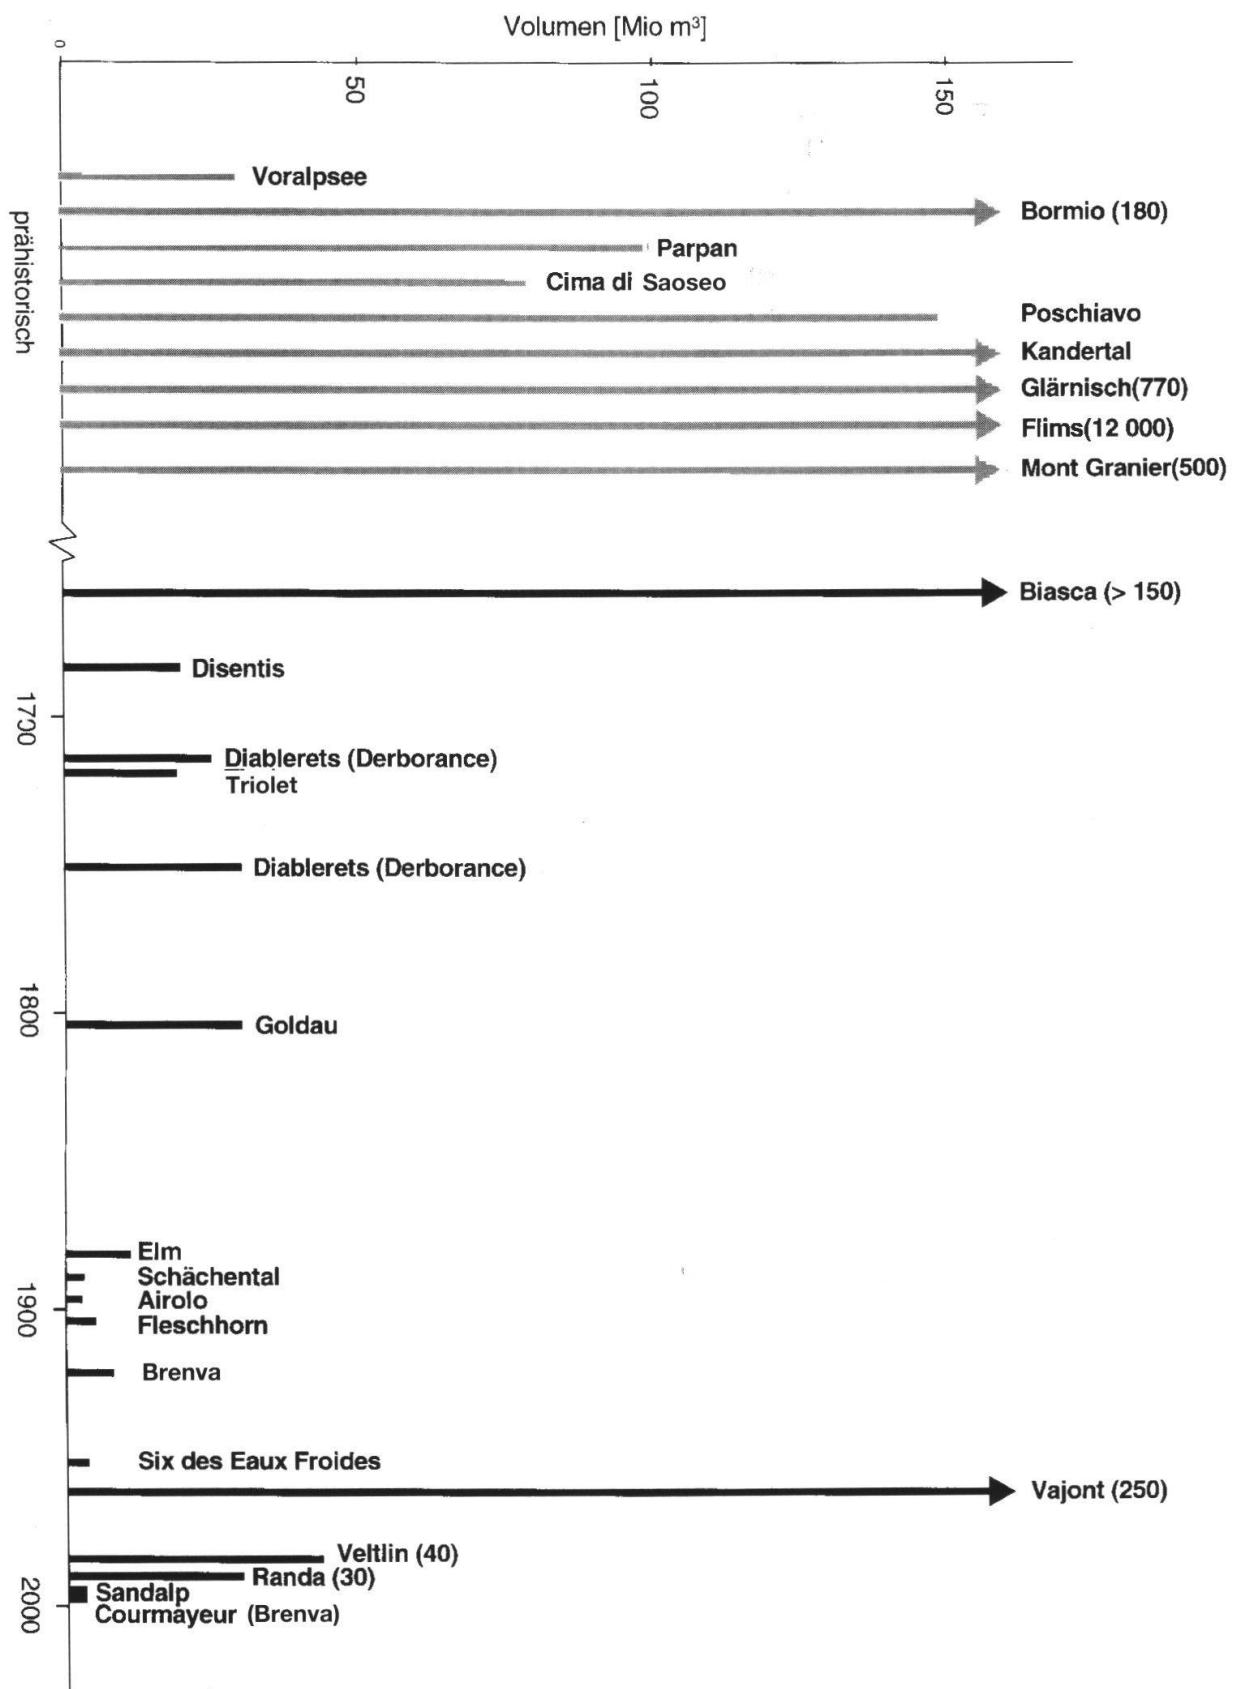 Volumen [Mio m³]
0
50
100
150
prähistorisch
Voralpsee
Bormio (180)
Parpan
Cima di Saoseo
Poschiavo
Kandertal
Glärnisch(770)
Flims(12 000)
Mont Granier(500)
Biasca (> 150)
Disentis
1700
Diablerets (Derborance)
Triolet
Diablerets (Derborance)
1800
Goldau
Elm
Schächental
Airolo
1900
Fleschhorn
Brenva
Six des Eaux Froides
Vajont (250)
Veltlin (40)
Randa (30)
Sandalp
2000
Courmayeur (Brenva)